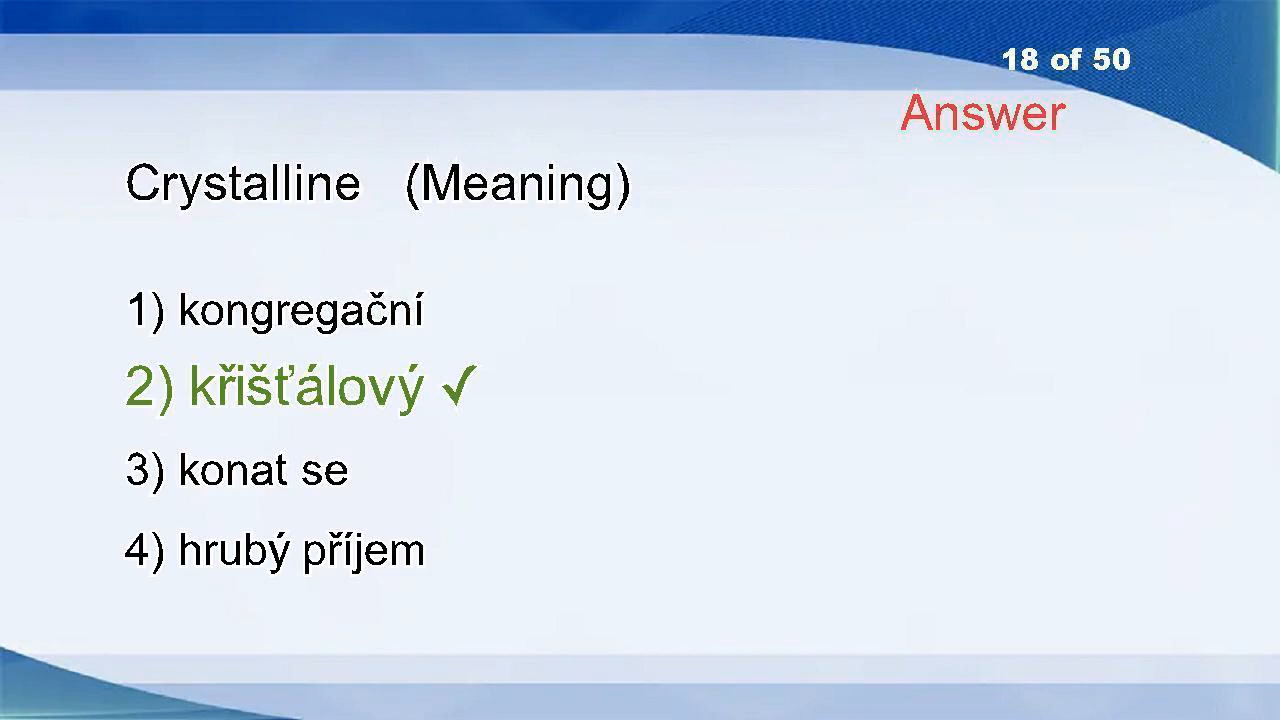 18 of 50
Answer
Crystalline (Meaning)
1) kongregační
2) křišťálový ✓
3) konat se
4) hrubý příjem